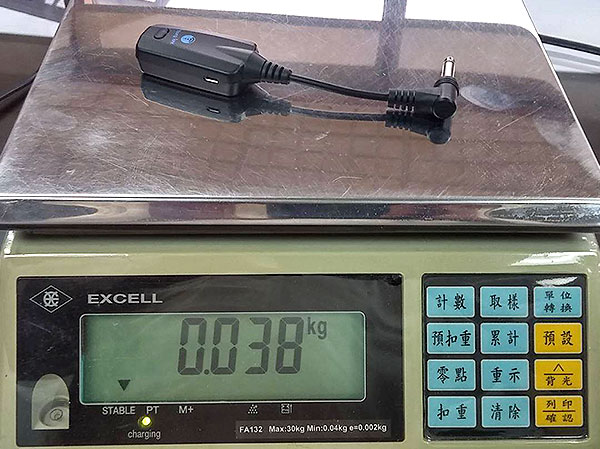 EXCELL
0.038kg
STABLE PT M+
charging
FA132 Max:30kg Min:0.04kg e=0.002kg
計數 取樣 單位轉換
預扣重 累計 預設
零點 重示 背光
扣重 清除 列印確認